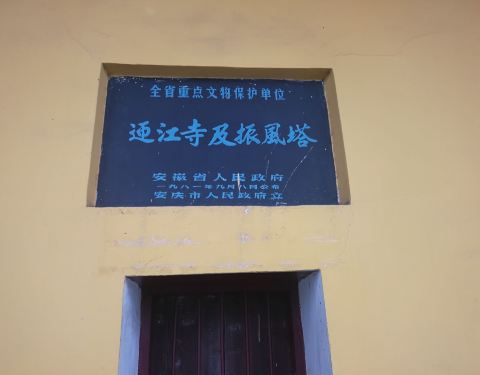 全省重点文物保护单位
迎江寺及振風塔
安徽省人民政府
一九八一年九月八日公布
安庆市人民政府立